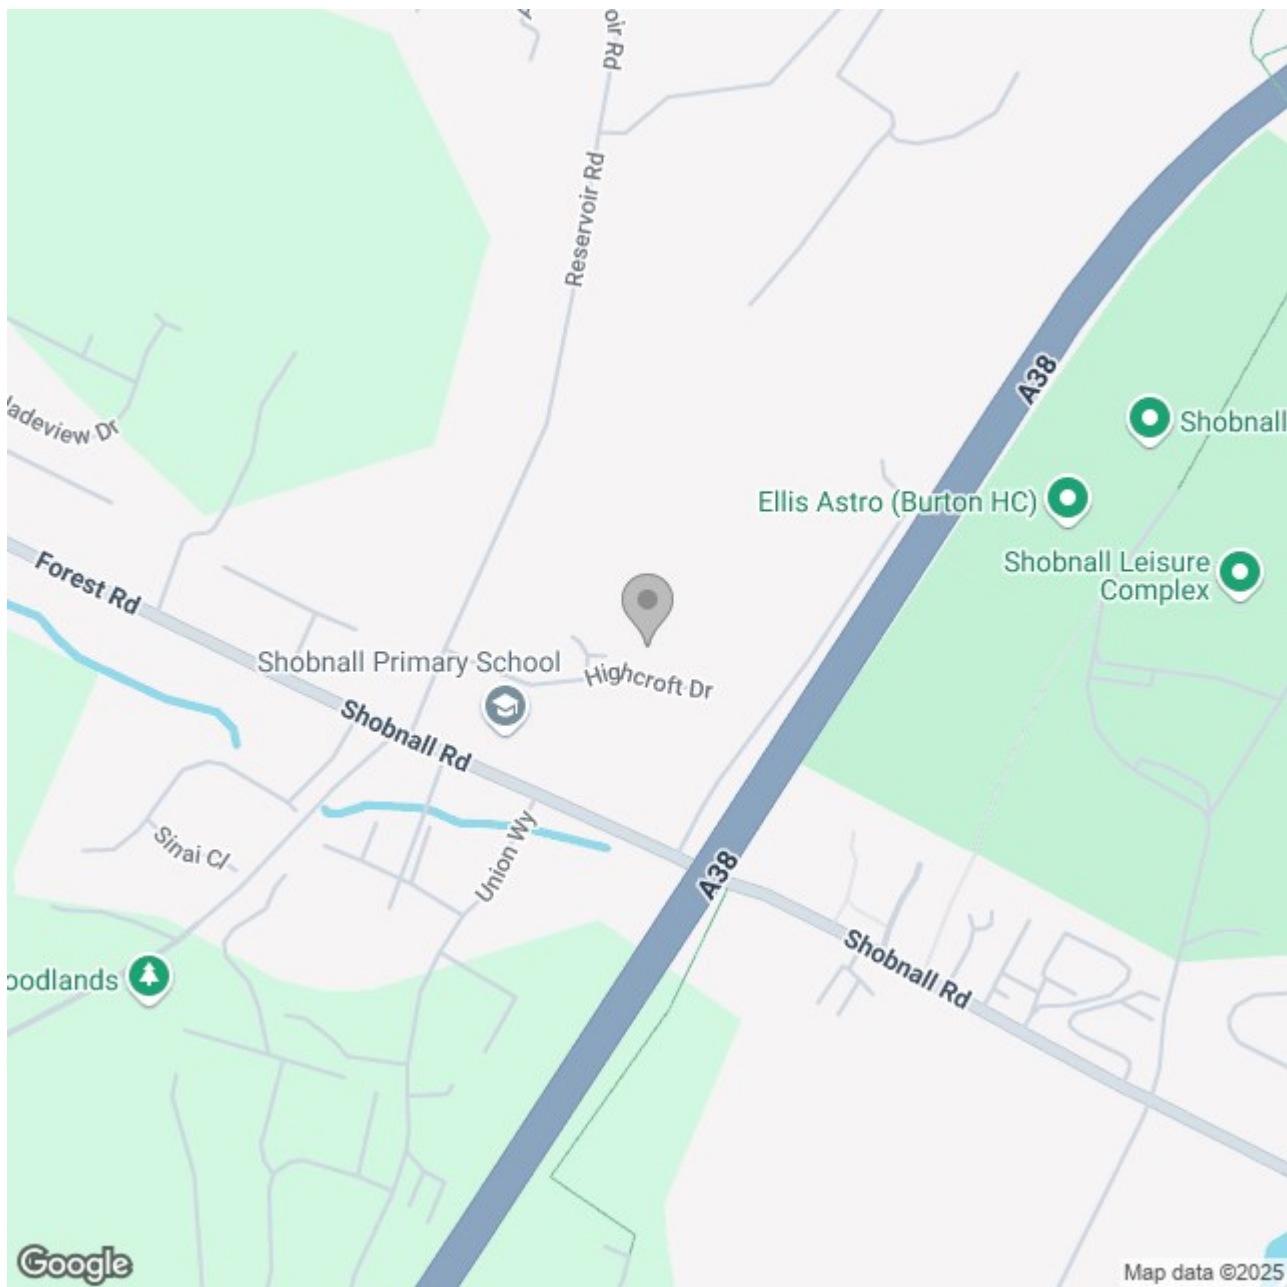 oir Rd
Reservoir Rd
A38
ladeview Dr
Shobnall
Ellis Astro (Burton HC)
Shobnall Leisure
Complex
Forest Rd
Shobnall Primary School
Highcroft Dr
Shobnall Rd
Union Wy
Sinai Cl
A38
Shobnall Rd
oodlands
Google
Map data ©2025